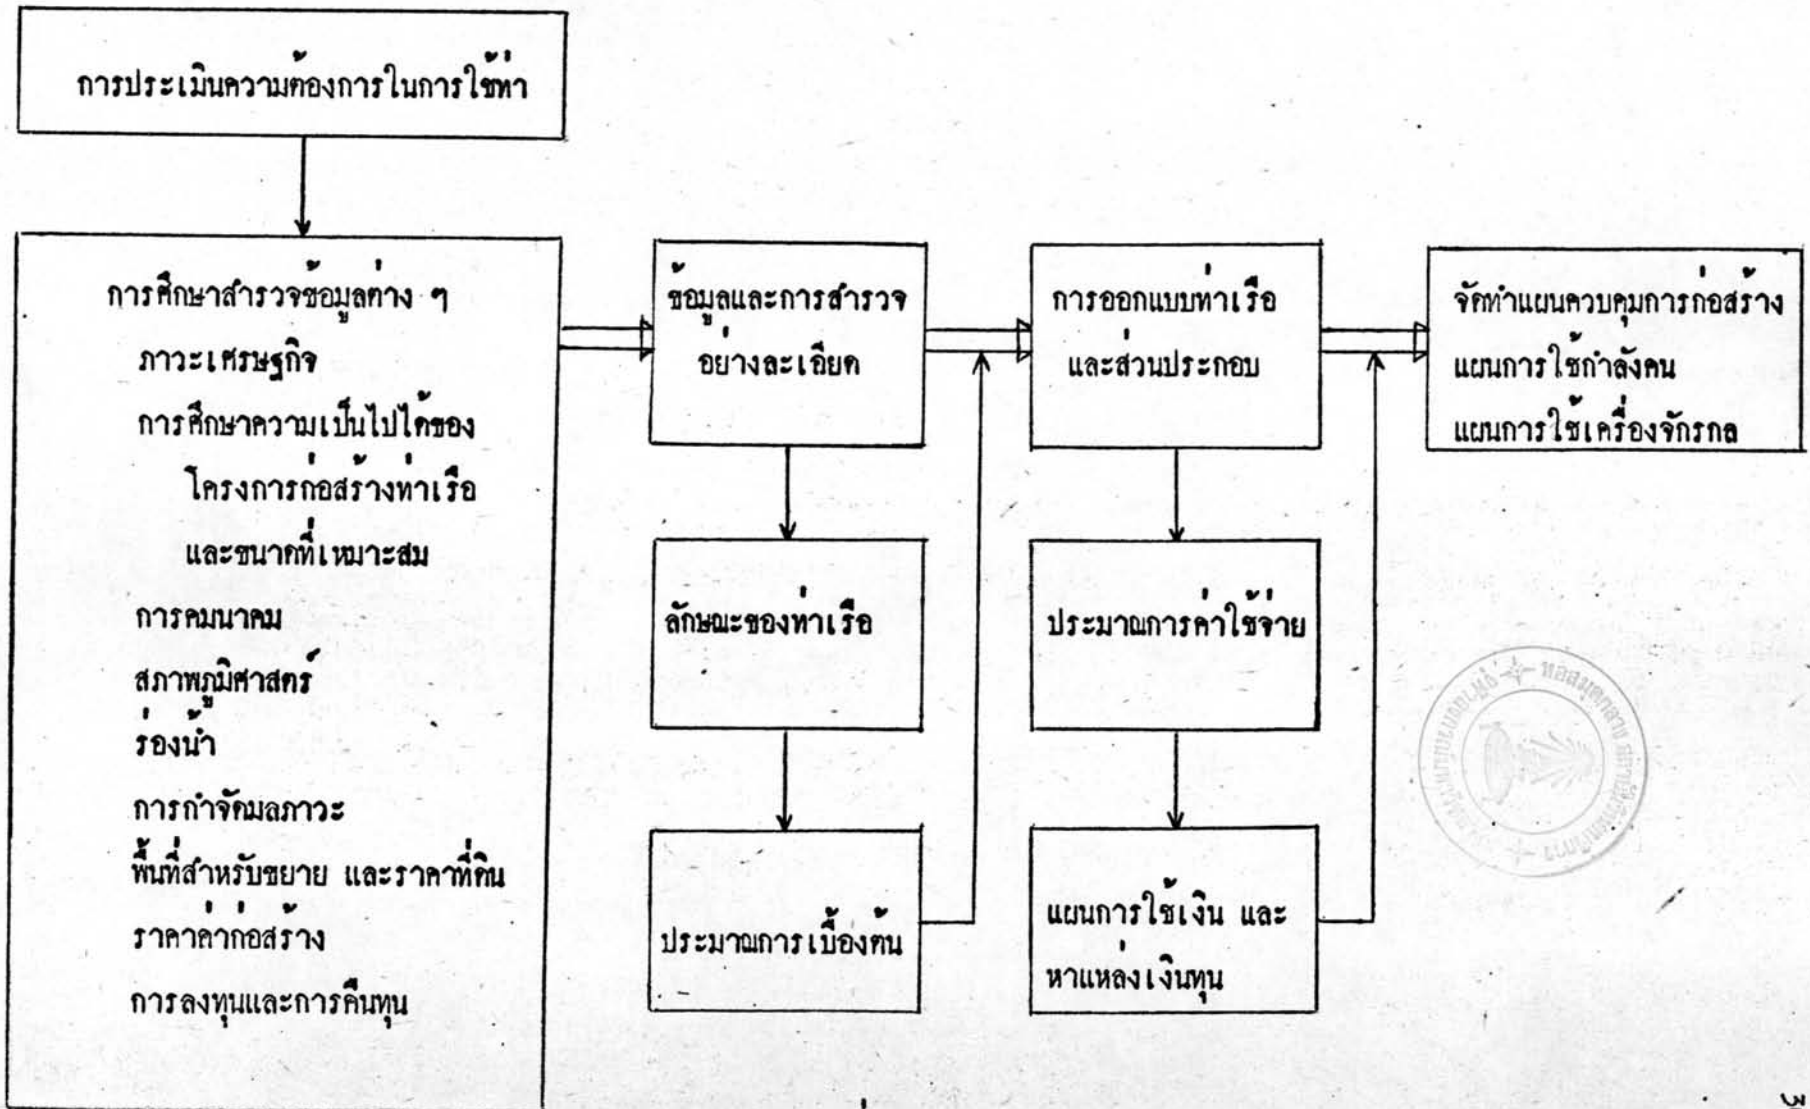 การประเมินความต้องการในการใช้ท่า
การศึกษาสำรวจข้อมูลต่าง ๆ
ภาวะเศรษฐกิจ
การศึกษาความเป็นไปได้ของ
โครงการก่อสร้างท่าเรือ
และขนาดที่เหมาะสม
การคมนาคม
สภาพภูมิศาสตร์
ร่องน้ำ
การกำจัดมลภาวะ
พื้นที่สำหรับขยาย และราคาที่ดิน
ราคาค่าก่อสร้าง
การลงทุนและการคืนทุน
ข้อมูลและการสำรวจ
อย่างละเอียด
ลักษณะของท่าเรือ
ประมาณการเบื้องต้น
การออกแบบท่าเรือ
และส่วนประกอบ
ประมาณการค่าใช้จ่าย
แผนการใช้เงิน และ
หาแหล่งเงินทุน
จัดทำแผนควบคุมการก่อสร้าง
แผนการใช้กำลังคน
แผนการใช้เครื่องจักรกล